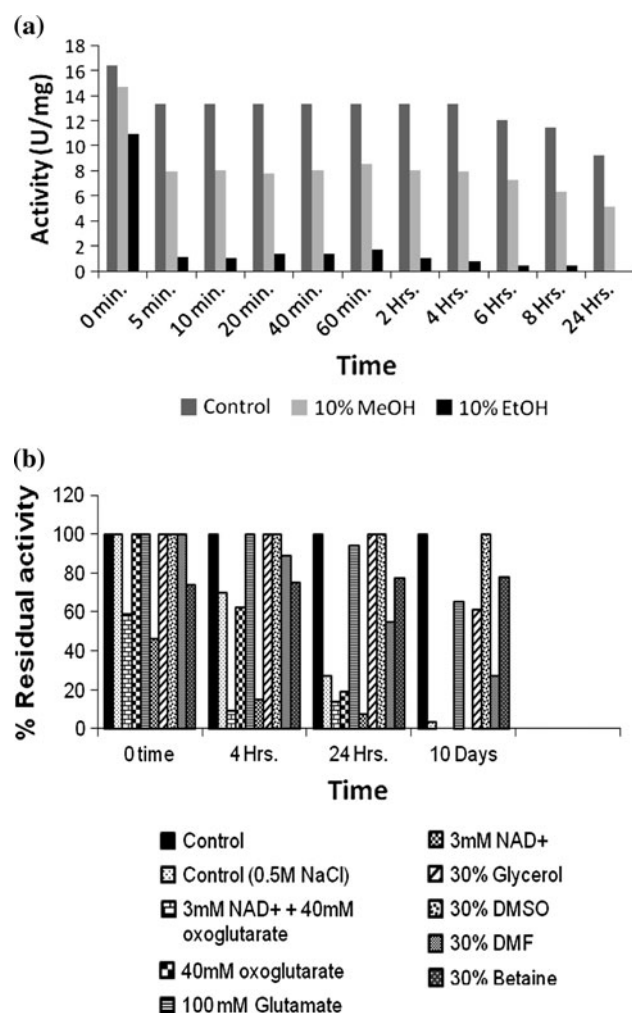 (a)
18
16
14
12
10
8
6
4
2
0
Activity (U/mg)
0 min.
5 min.
10 min.
20 min.
40 min.
60 min.
2 Hrs.
4 Hrs.
6 Hrs.
8 Hrs.
24 Hrs.
Time
Control
10% MeOH
10% EtOH
(b)
120
100
80
60
40
20
0
% Residual activity
0 time
4 Hrs.
24 Hrs.
10 Days
Time
Control
Control (0.5M NaCl)
3mM NAD+ + 40mM
oxoglutarate
40mM oxoglutarate
100 mM Glutamate
3mM NAD+
30% Glycerol
30% DMSO
30% DMF
30% Betaine